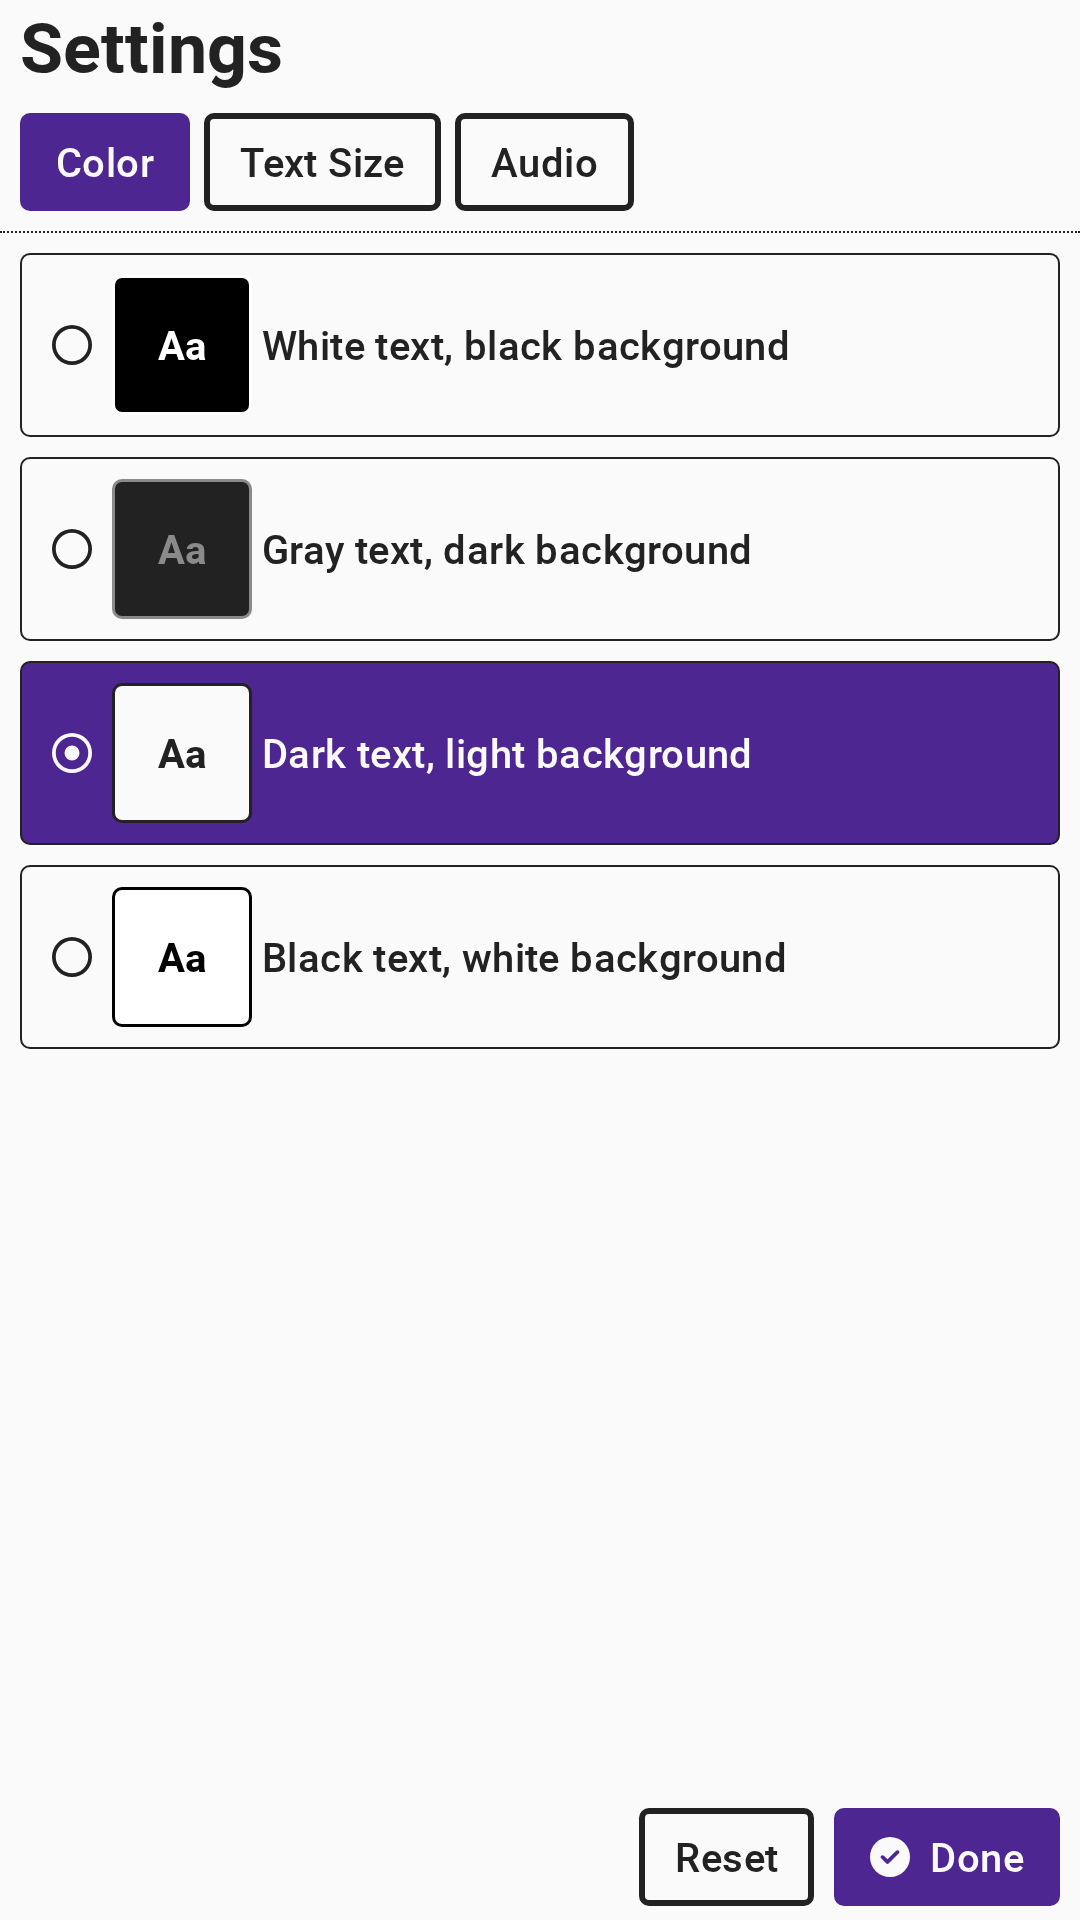 Settings
Color Text Size Audio
Aa White text, black background
Aa Gray text, dark background
Aa Dark text, light background
Aa Black text, white background
Reset Done